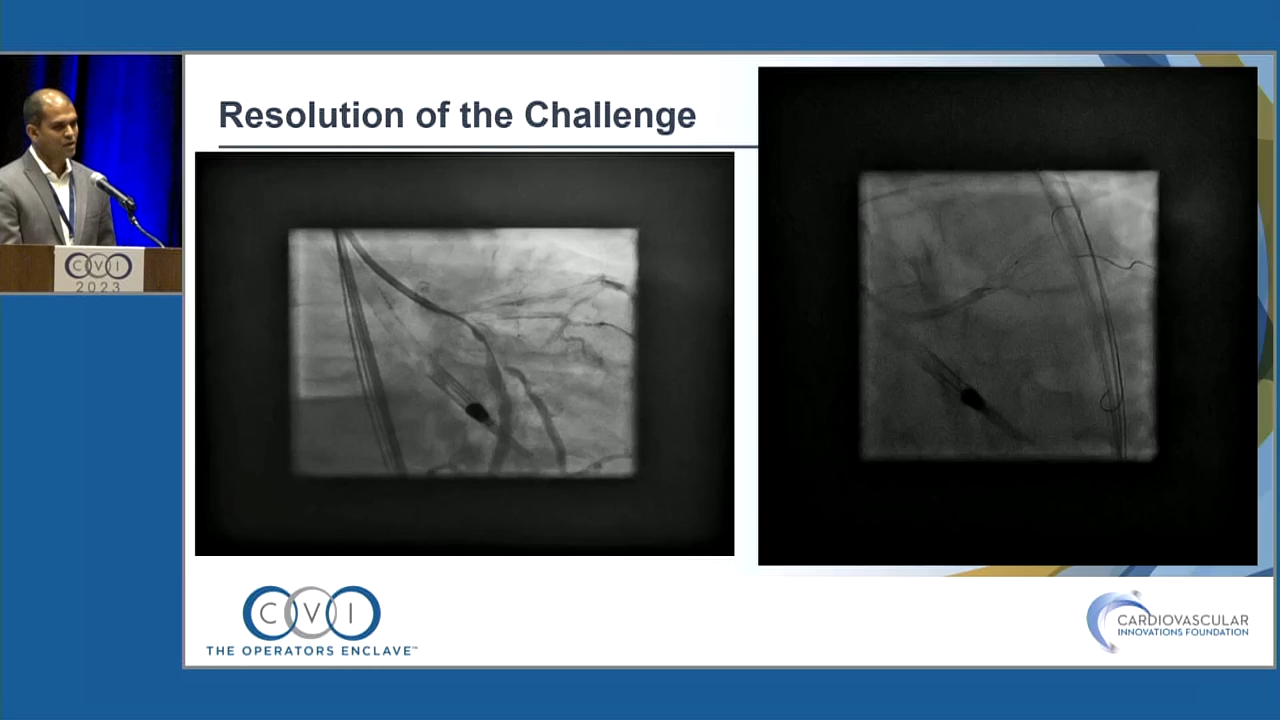 Resolution of the Challenge
CVI
2023
CVI
THE OPERATORS ENCLAVE™
CARDIOVASCULAR
INNOVATIONS FOUNDATION